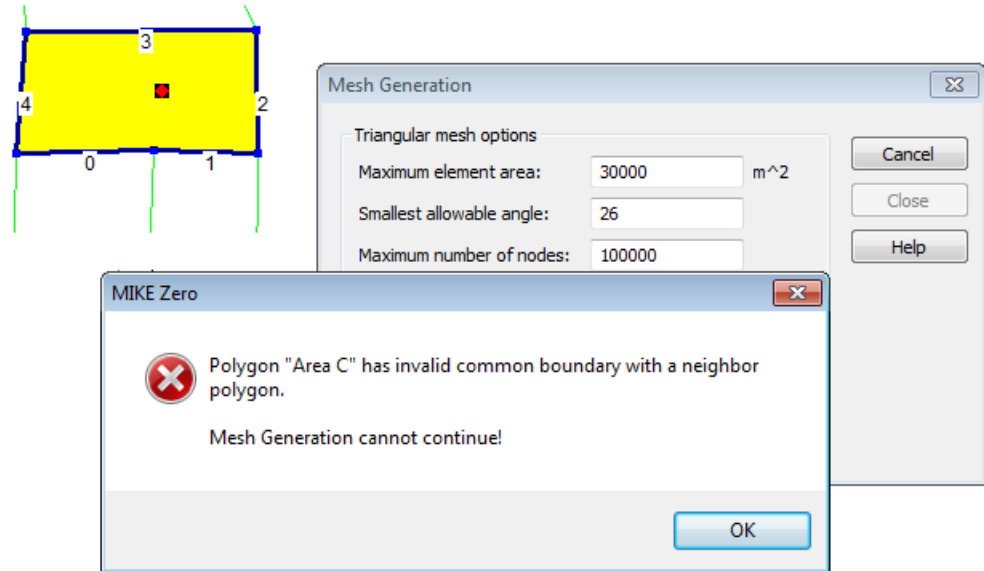 3
4
2
0
1
Mesh Generation
Triangular mesh options
Maximum element area: 30000 m^2
Smallest allowable angle: 26
Maximum number of nodes: 100000
Cancel
Close
Help
MIKE Zero
Polygon "Area C" has invalid common boundary with a neighbor
polygon.
Mesh Generation cannot continue!
OK